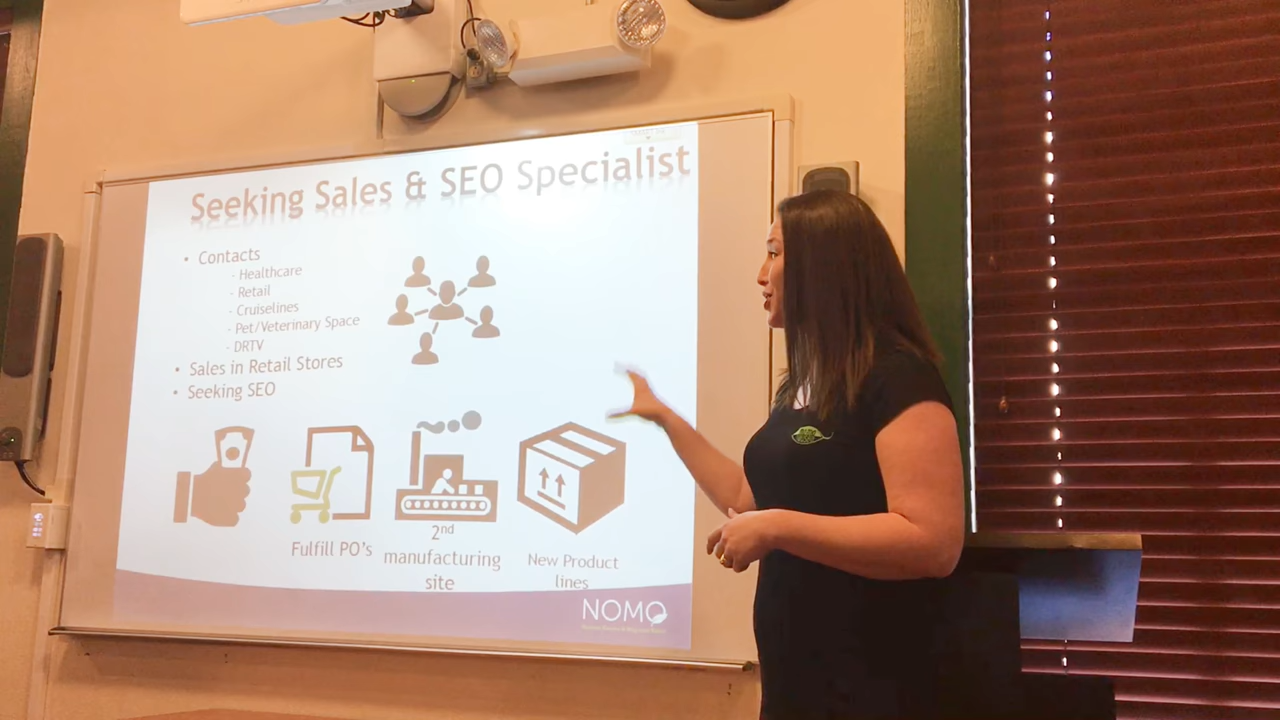 Seeking Sales & SEO Specialist
• Contacts
- Healthcare
- Retail
- Cruiselines
- Pet/Veterinary Space
- DRTV
• Sales in Retail Stores
• Seeking SEO
Fulfill PO's
2nd
manufacturing
site
New Product
lines
NOMO